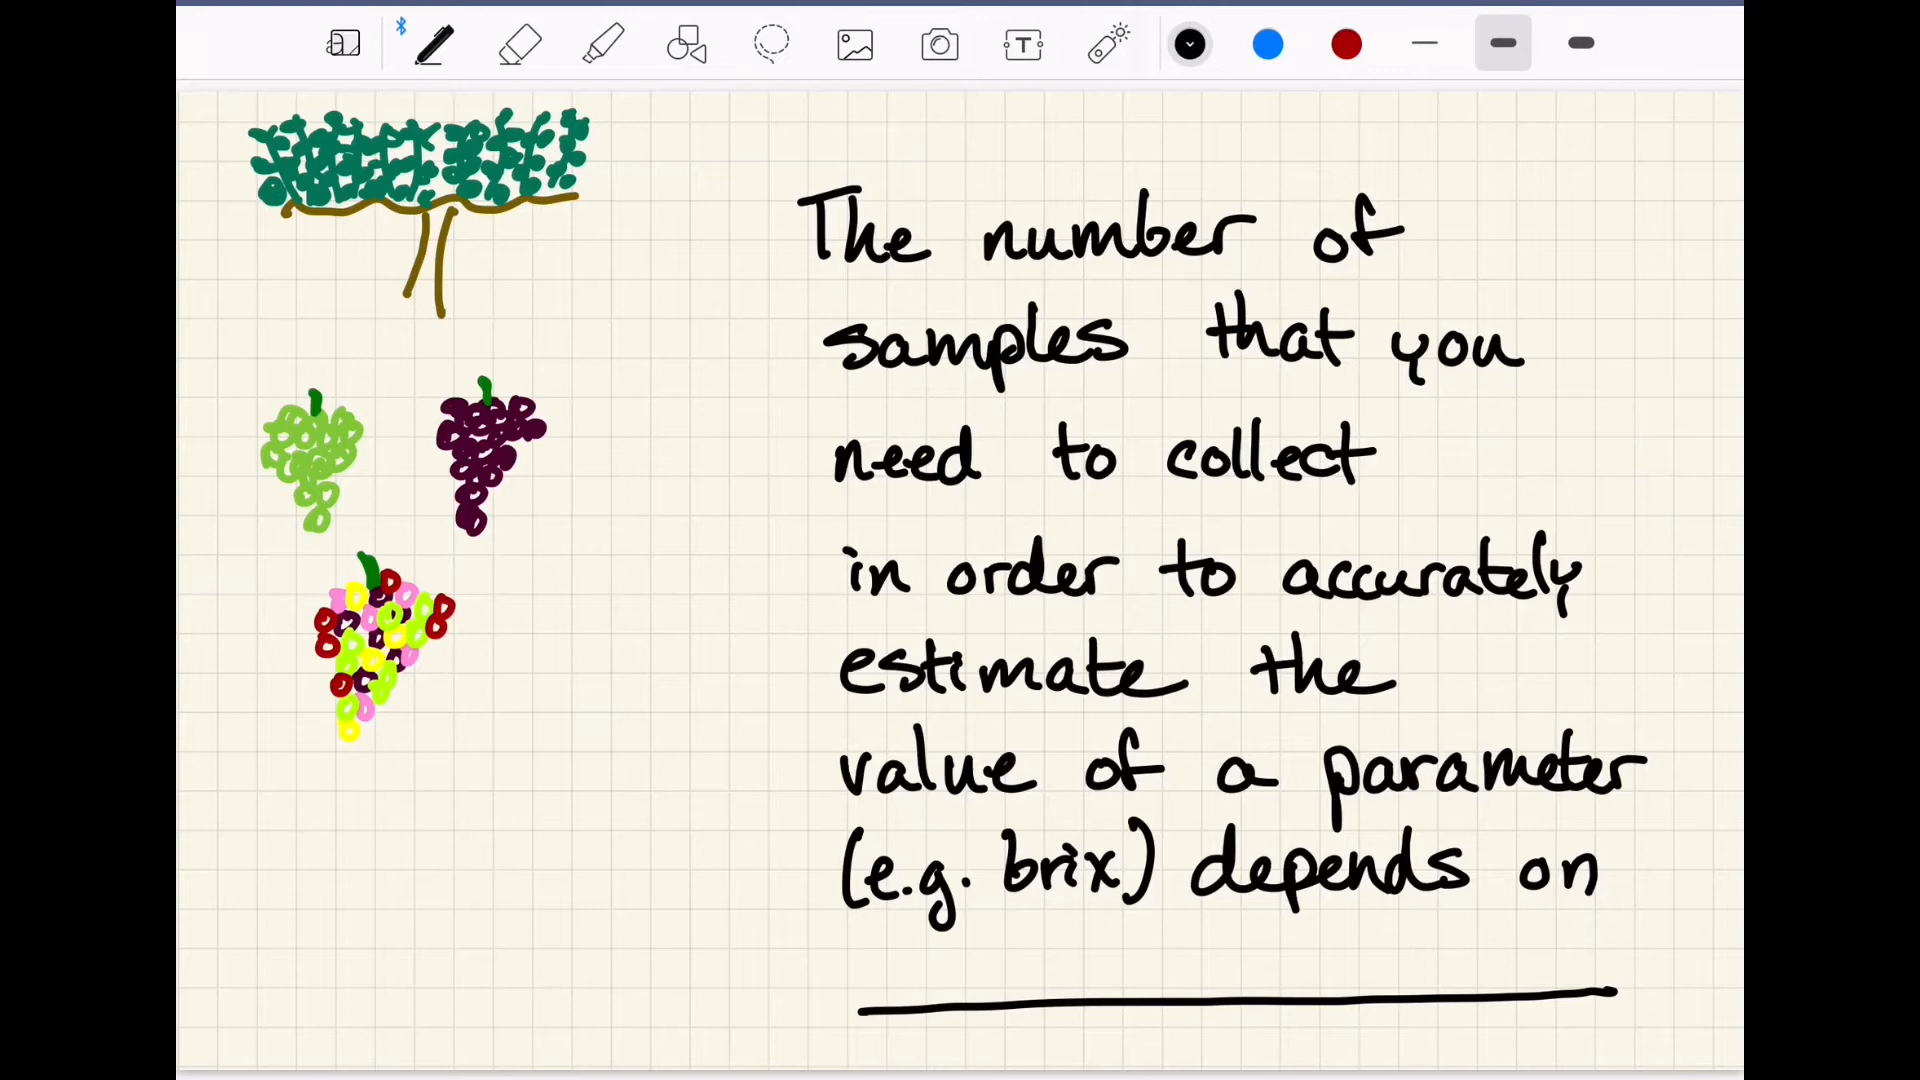 The number of
samples that you
need to collect
in order to accurately
estimate the
value of a parameter
(e.g. brix) depends on